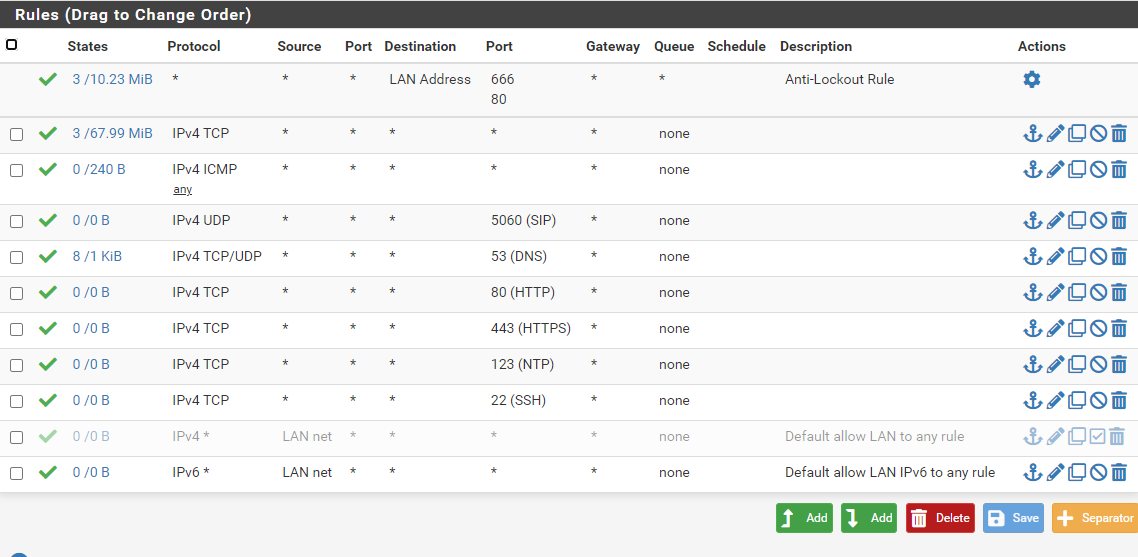 Rules (Drag to Change Order)
States Protocol Source Port Destination Port Gateway Queue Schedule Description Actions
3 /10.23 MiB * * * LAN Address 666 * * Anti-Lockout Rule
80
3 /67.99 MiB IPv4 TCP * * * * * none
0 /240 B IPv4 ICMP * * * * * none
any
0 /0 B IPv4 UDP * * * 5060 (SIP) * none
8 /1 KiB IPv4 TCP/UDP * * * 53 (DNS) * none
0 /0 B IPv4 TCP * * * 80 (HTTP) * none
0 /0 B IPv4 TCP * * * 443 (HTTPS) * none
0 /0 B IPv4 TCP * * * 123 (NTP) * none
0 /0 B IPv4 TCP * * * 22 (SSH) * none
0 /0 B IPv4 * LAN net * * * * none Default allow LAN to any rule
0 /0 B IPv6 * LAN net * * * * none Default allow LAN IPv6 to any rule
Add Add Delete Save Separator